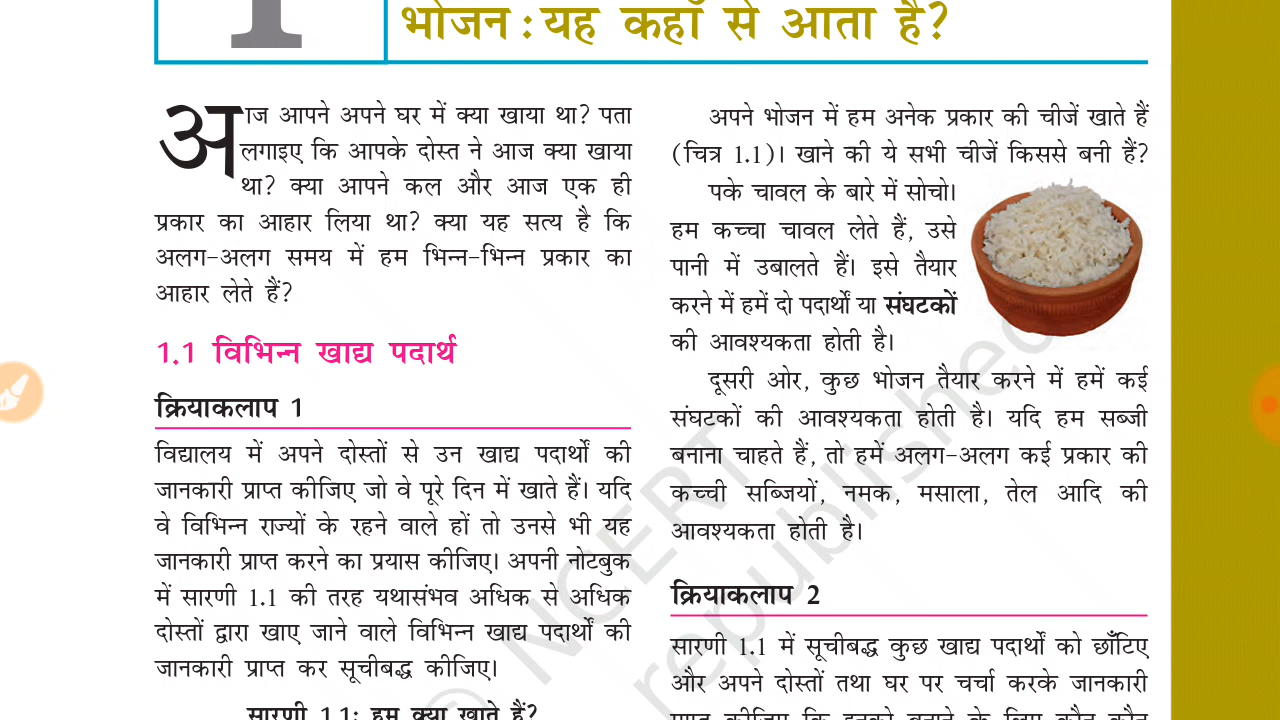 1
भोजन : यह कहाँ से आता है?
आज आपने अपने घर में क्या खाया था? पता
लगाइए कि आपके दोस्त ने आज क्या खाया
था? क्या आपने कल और आज एक ही
प्रकार का आहार लिया था? क्या यह सत्य है कि
अलग-अलग समय में हम भिन्न-भिन्न प्रकार का
आहार लेते हैं?
1.1 विभिन्न खाद्य पदार्थ
क्रियाकलाप 1
विद्यालय में अपने दोस्तों से उन खाद्य पदार्थों की
जानकारी प्राप्त कीजिए जो वे पूरे दिन में खाते हैं। यदि
वे विभिन्न राज्यों के रहने वाले हों तो उनसे भी यह
जानकारी प्राप्त करने का प्रयास कीजिए। अपनी नोटबुक
में सारणी 1.1 की तरह यथासंभव अधिक से अधिक
दोस्तों द्वारा खाए जाने वाले विभिन्न खाद्य पदार्थों की
जानकारी प्राप्त कर सूचीबद्ध कीजिए।
सारणी 1.1: हम क्या खाते हैं?
अपने भोजन में हम अनेक प्रकार की चीजें खाते हैं
(चित्र 1.1)। खाने की ये सभी चीजें किससे बनी हैं?
पके चावल के बारे में सोचो।
हम कच्चा चावल लेते हैं, उसे
पानी में उबालते हैं। इसे तैयार
करने में हमें दो पदार्थों या संघटकों
की आवश्यकता होती है।
दूसरी ओर, कुछ भोजन तैयार करने में हमें कई
संघटकों की आवश्यकता होती है। यदि हम सब्जी
बनाना चाहते हैं, तो हमें अलग-अलग कई प्रकार की
कच्ची सब्जियों, नमक, मसाला, तेल आदि की
आवश्यकता होती है।
क्रियाकलाप 2
सारणी 1.1 में सूचीबद्ध कुछ खाद्य पदार्थों को छाँटिए
और अपने दोस्तों तथा घर पर चर्चा करके जानकारी
प्राप्त कीजिए कि इनको बनाने के लिए कौन कौन
© NCERT
republished